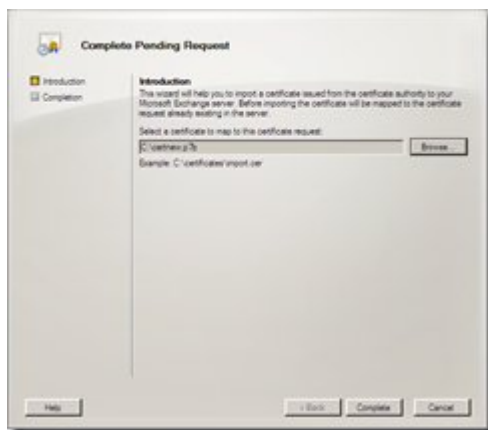 Complete Pending Request
Introduction
Completion
Introduction
This wizard will help you to import a certificate issued from the certificate authority to your
Microsoft Exchange server. Before importing the certificate will be mapped to the certificate
request already existing in the server.
Select a certificate to map to this certificate request:
C:\certnew.p7b
Browse...
Example: C:\certificates\import.cer
Help
< Back
Complete
Cancel